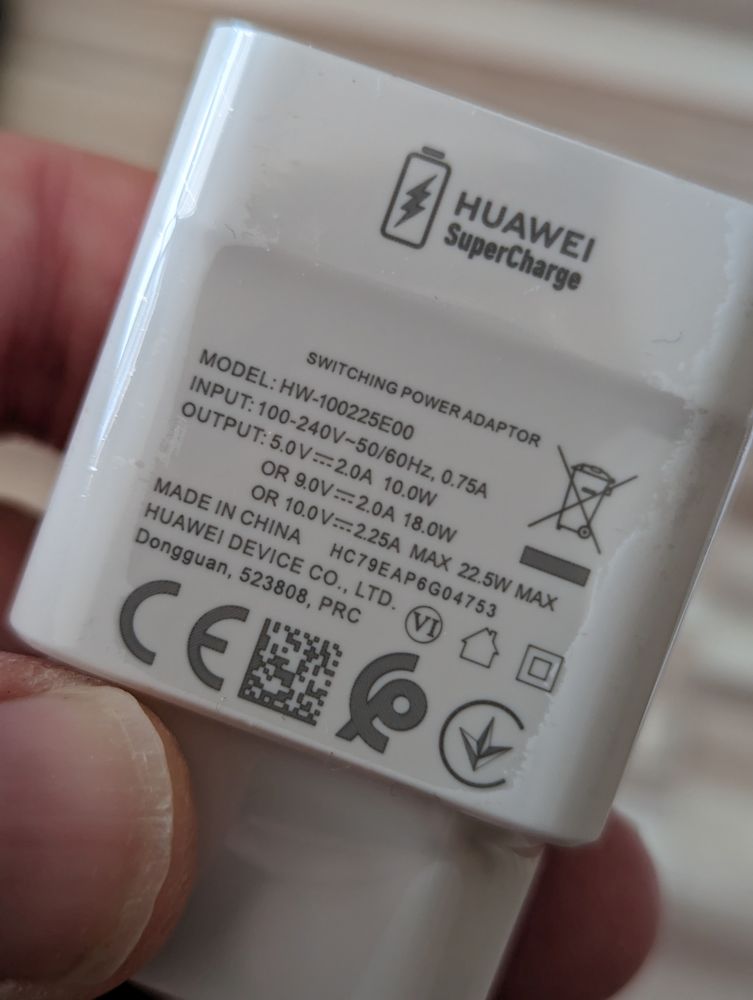 HUAWEI
SuperCharge
SWITCHING POWER ADAPTOR
MODEL: HW-100225E00
INPUT: 100-240V~50/60Hz, 0.75A
OUTPUT: 5.0V⎓2.0A 10.0W
OR 9.0V⎓2.0A 18.0W
OR 10.0V⎓2.25A MAX 22.5W MAX
MADE IN CHINA HC79EAP6G04753
HUAWEI DEVICE CO., LTD.
Dongguan, 523808, PRC
VI
CE